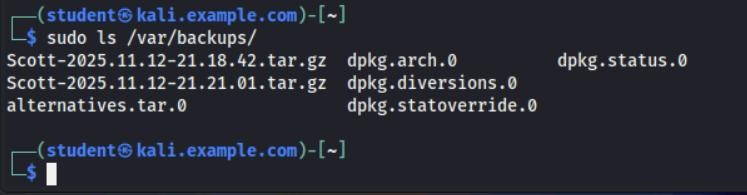 ┌──(student㉿kali.example.com)-[~]
└─$ sudo ls /var/backups/
Scott-2025.11.12-21.18.42.tar.gz  dpkg.arch.0          dpkg.status.0
Scott-2025.11.12-21.21.01.tar.gz  dpkg.diversions.0
alternatives.tar.0                dpkg.statoverride.0
┌──(student㉿kali.example.com)-[~]
└─$